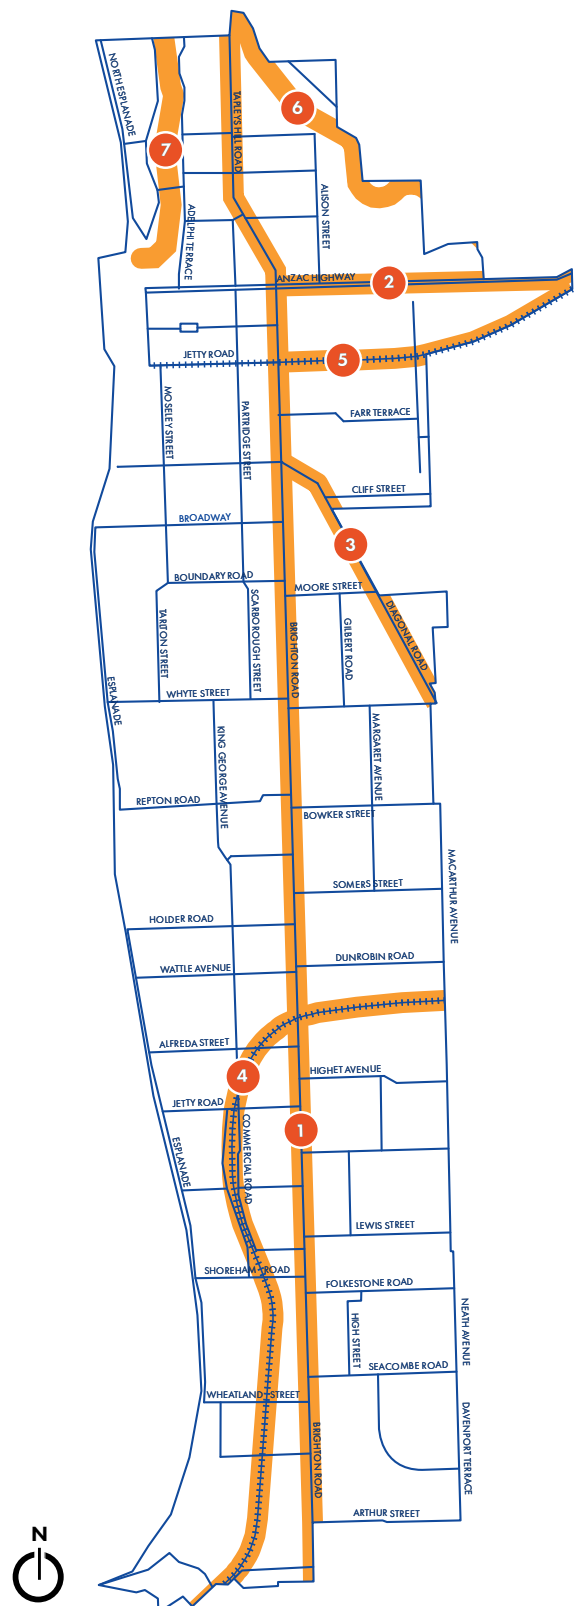 NORTH ESPLANADE
TAPLEYS HILL ROAD
6
7
ALISON STREET
ADELPHI TERRACE
ANZAC HIGHWAY
2
JETTY ROAD
5
MOSELEY STREET
PARTRIDGE STREET
FARR TERRACE
CLIFF STREET
BROADWAY
3
BOUNDARY ROAD
MOORE STREET
TARLTON STREET
SCARBOROUGH STREET
BRIGHTON ROAD
GILBERT ROAD
DIAGONAL ROAD
ESPLANADE
WHYTE STREET
KING GEORGE AVENUE
MARGARET AVENUE
REPTON ROAD
BOWKER STREET
MACARTHUR AVENUE
SOMERS STREET
HOLDER ROAD
WATTLE AVENUE
DUNROBIN ROAD
ALFREDA STREET
4
HIGHET AVENUE
JETTY ROAD
1
COMMERCIAL ROAD
ESPLANADE
LEWIS STREET
SHOREHAM ROAD
FOLKESTONE ROAD
NEATH AVENUE
HIGH STREET
SEACOMBE ROAD
WHEATLAND STREET
DAVENPORT TERRACE
BRIGHTON ROAD
ARTHUR STREET
N